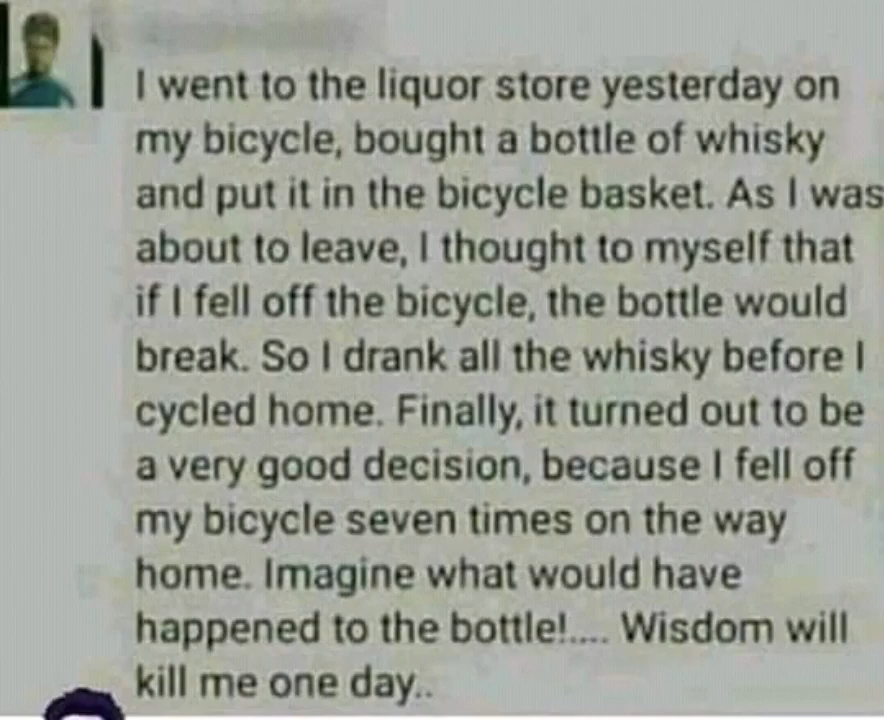 I went to the liquor store yesterday on
my bicycle, bought a bottle of whisky
and put it in the bicycle basket. As I was
about to leave, I thought to myself that
if I fell off the bicycle, the bottle would
break. So I drank all the whisky before I
cycled home. Finally, it turned out to be
a very good decision, because I fell off
my bicycle seven times on the way
home. Imagine what would have
happened to the bottle!.... Wisdom will
kill me one day..